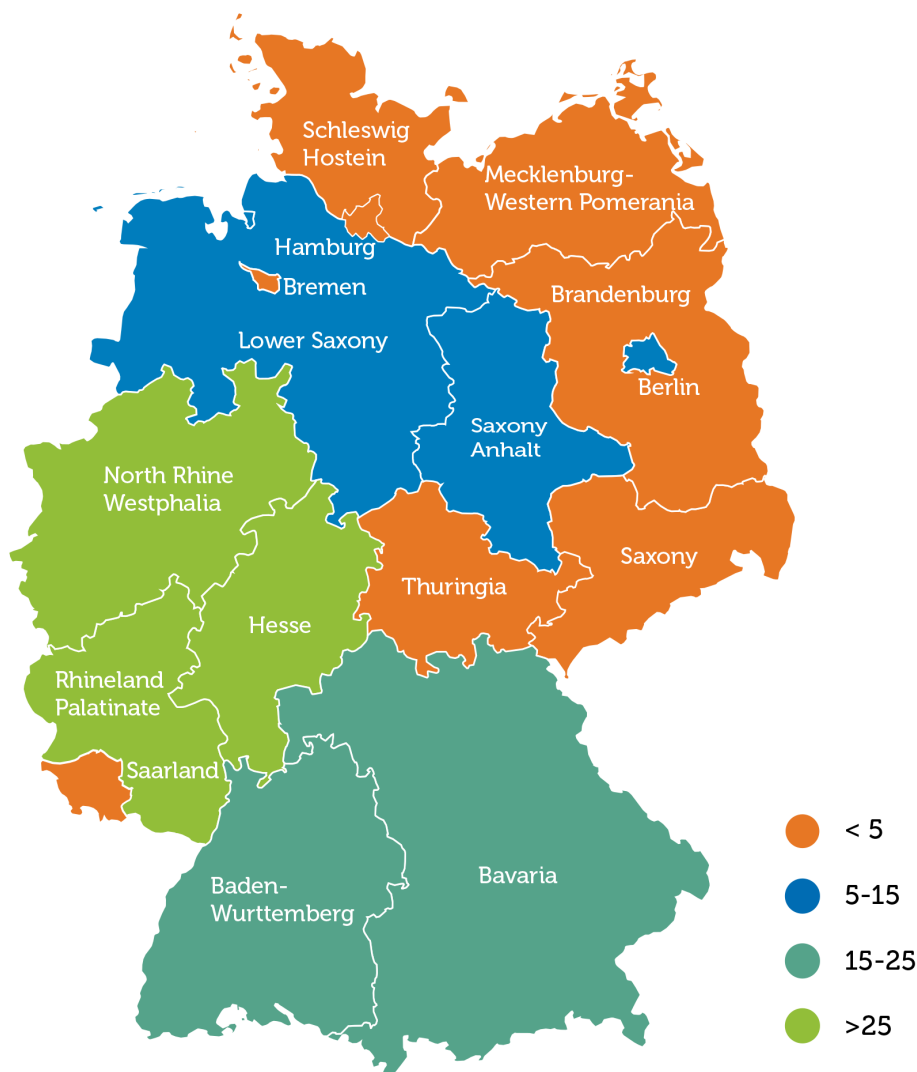 Schleswig
Hostein
Mecklenburg-
Western Pomerania
Hamburg
Bremen
Brandenburg
Lower Saxony
Berlin
Saxony
Anhalt
North Rhine
Westphalia
Saxony
Thuringia
Hesse
Rhineland
Palatinate
Saarland
Baden-
Wurttemberg
Bavaria
< 5
5-15
15-25
>25